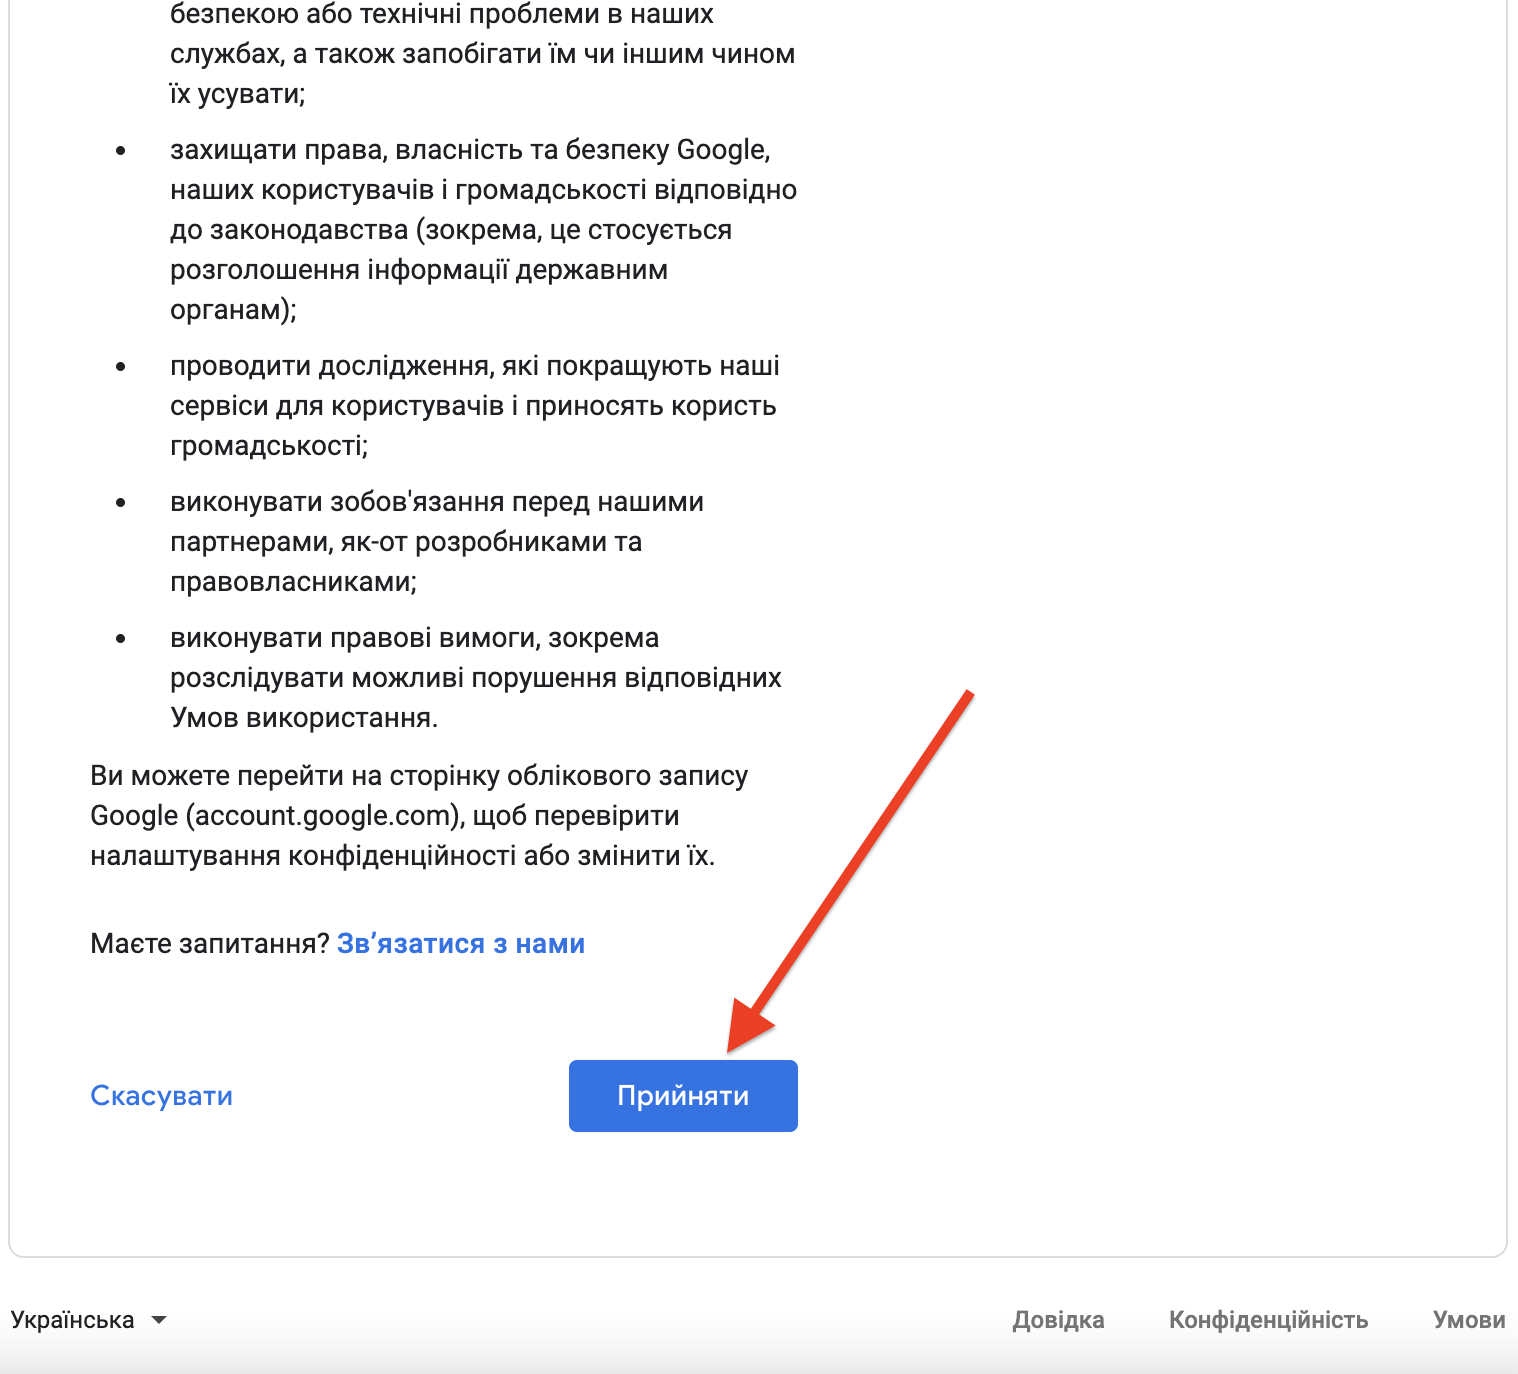 безпекою або технічні проблеми в наших
службах, а також запобігати їм чи іншим чином
їх усувати;
захищати права, власність та безпеку Google,
наших користувачів і громадськості відповідно
до законодавства (зокрема, це стосується
розголошення інформації державним
органам);
проводити дослідження, які покращують наші
сервіси для користувачів і приносять користь
громадськості;
виконувати зобов'язання перед нашими
партнерами, як-от розробниками та
правовласниками;
виконувати правові вимоги, зокрема
розслідувати можливі порушення відповідних
Умов використання.
Ви можете перейти на сторінку облікового запису
Google (account.google.com), щоб перевірити
налаштування конфіденційності або змінити їх.
Маєте запитання? Зв’язатися з нами
Скасувати Прийняти
Українська Довідка Конфіденційність Умови